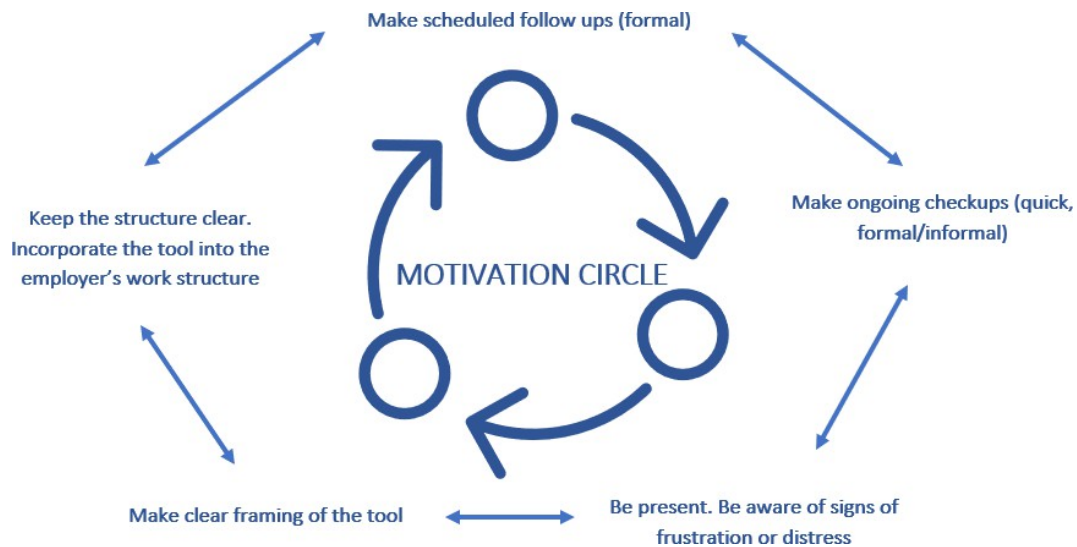 Make scheduled follow ups (formal)
Keep the structure clear.
Incorporate the tool into the
employer's work structure
Make ongoing checkups (quick,
formal/informal)
MOTIVATION CIRCLE
Make clear framing of the tool
Be present. Be aware of signs of
frustration or distress